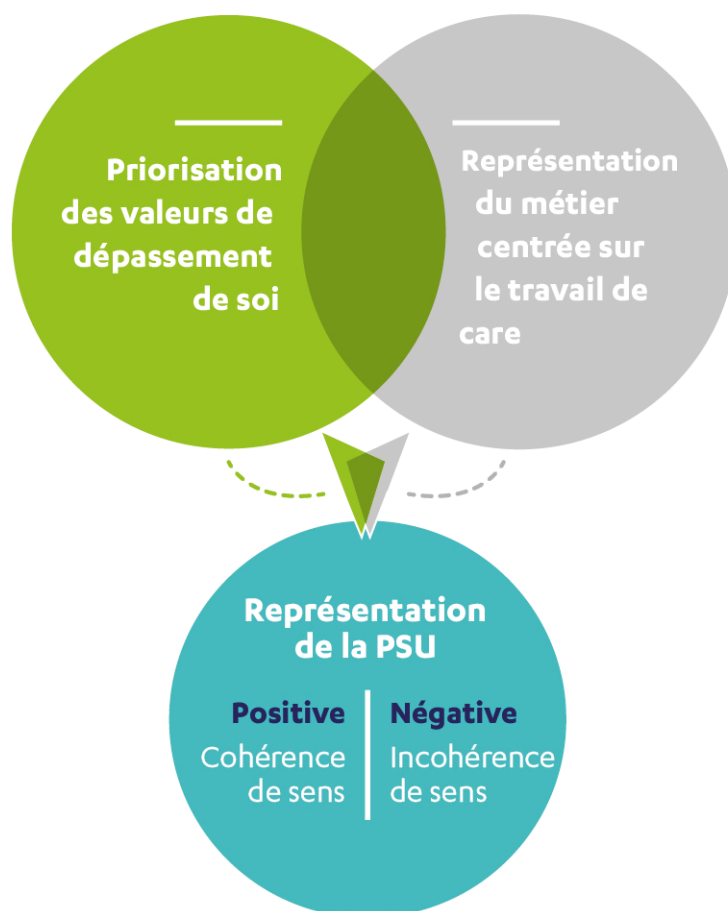 Priorisation
des valeurs de
dépassement
de soi
Représentation
du métier
centrée sur
le travail de
care
Représentation
de la PSU
Positive
Cohérence
de sens
Négative
Incohérence
de sens